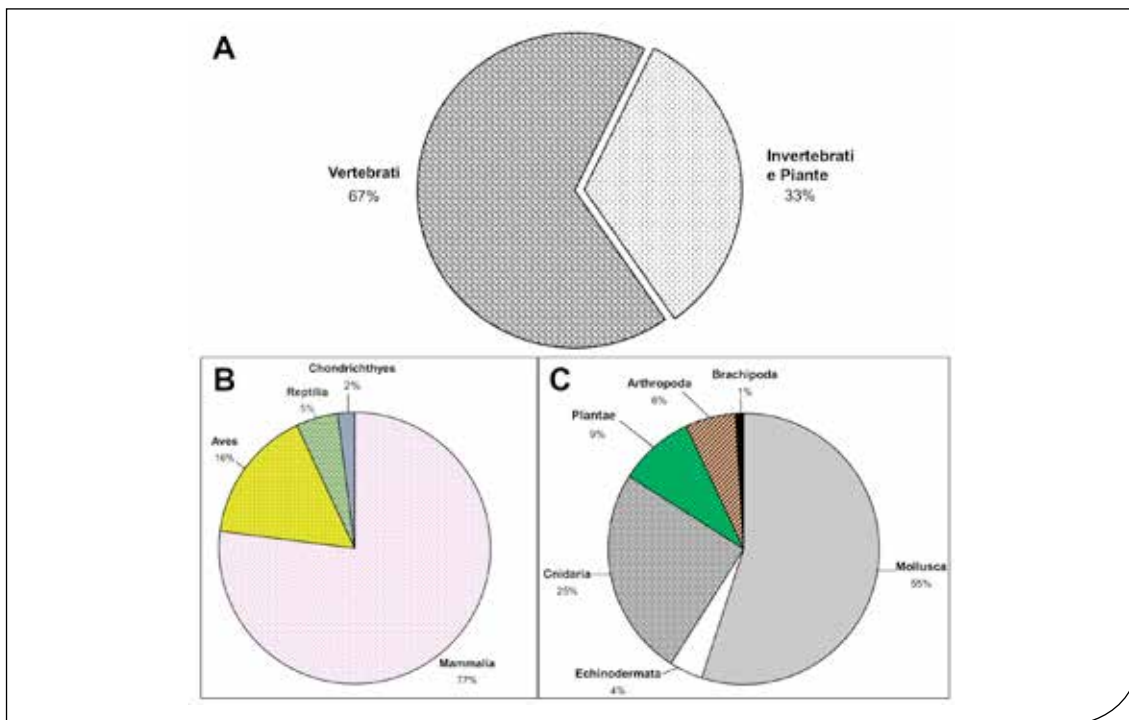 A
Vertebrati
67%
Invertebrati
e Piante
33%
B
Chondrichthyes
2%
Reptilia
5%
Aves
16%
Mammalia
77%
C
Brachipoda
1%
Arthropoda
6%
Plantae
9%
Cnidaria
25%
Mollusca
55%
Echinodermata
4%